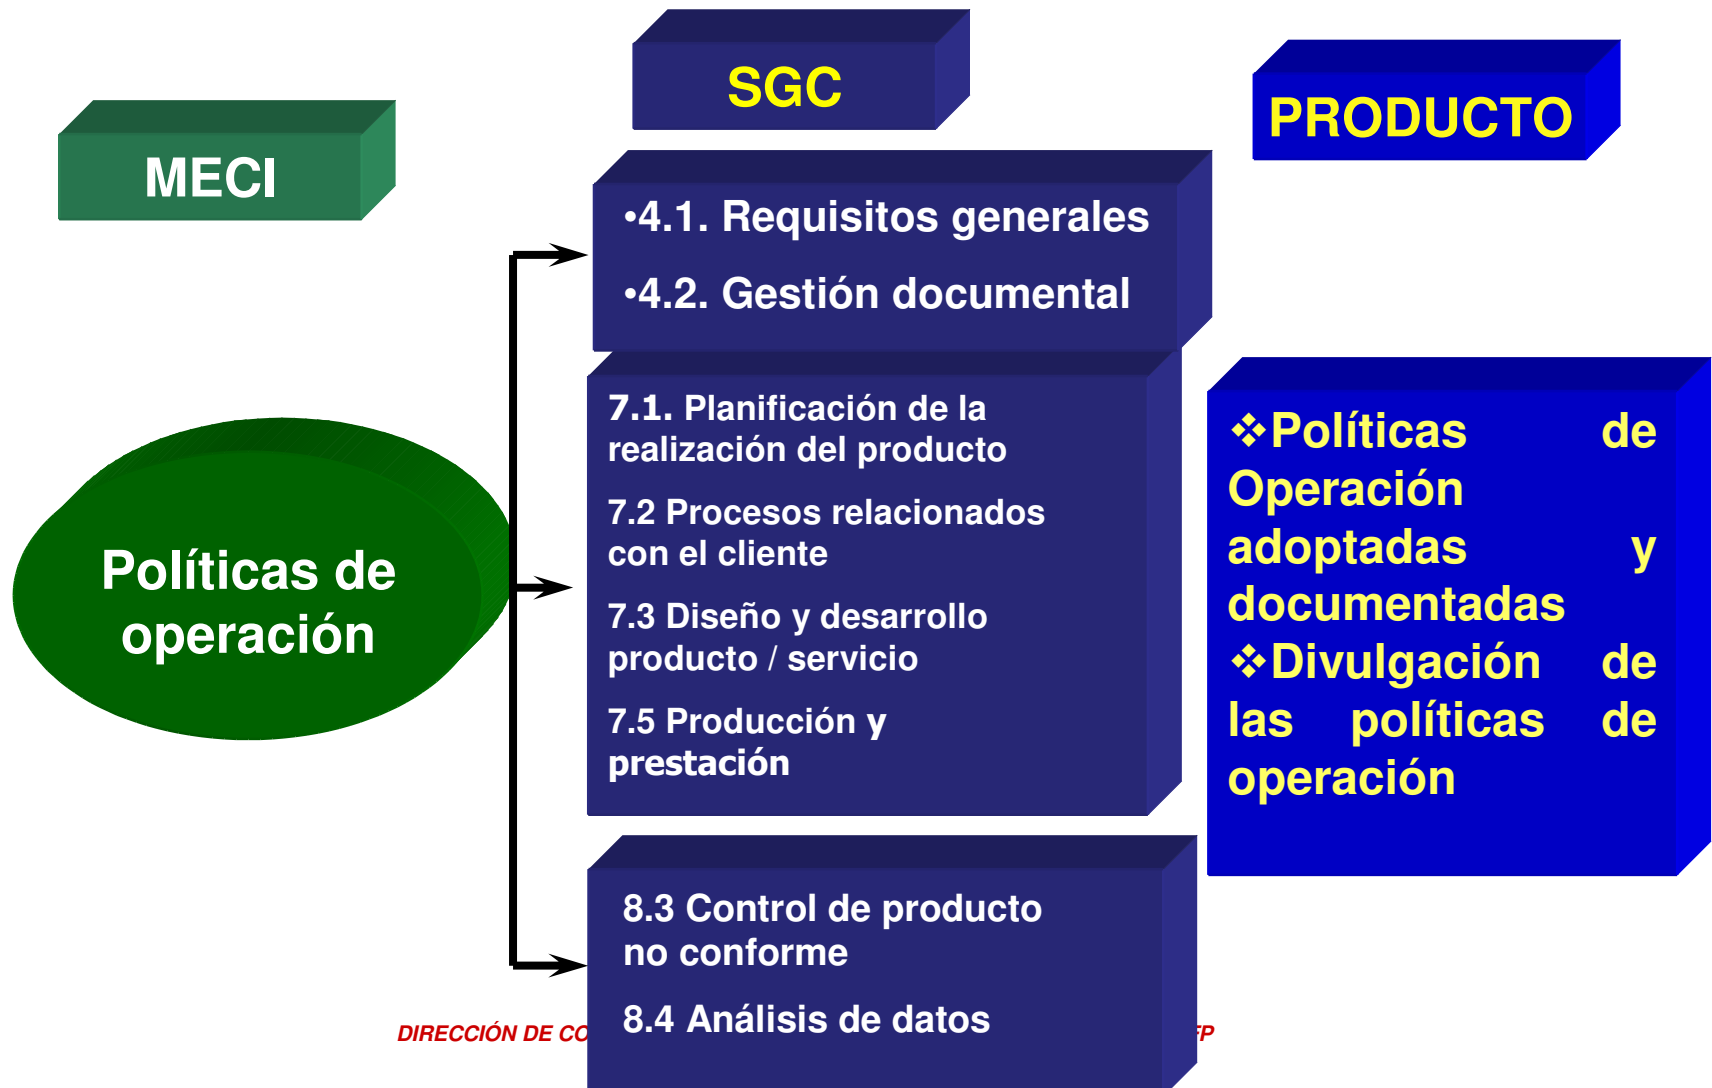 SGC
PRODUCTO
MECI
•4.1. Requisitos generales
•4.2. Gestión documental
Políticas de
operación
7.1. Planificación de la
realización del producto
7.2 Procesos relacionados
con el cliente
7.3 Diseño y desarrollo
producto / servicio
7.5 Producción y
prestación
8.3 Control de producto
no conforme
8.4 Análisis de datos
❖Políticas de
Operación
adoptadas y
documentadas
❖Divulgación de
las políticas de
operación
DIRECCIÓN DE